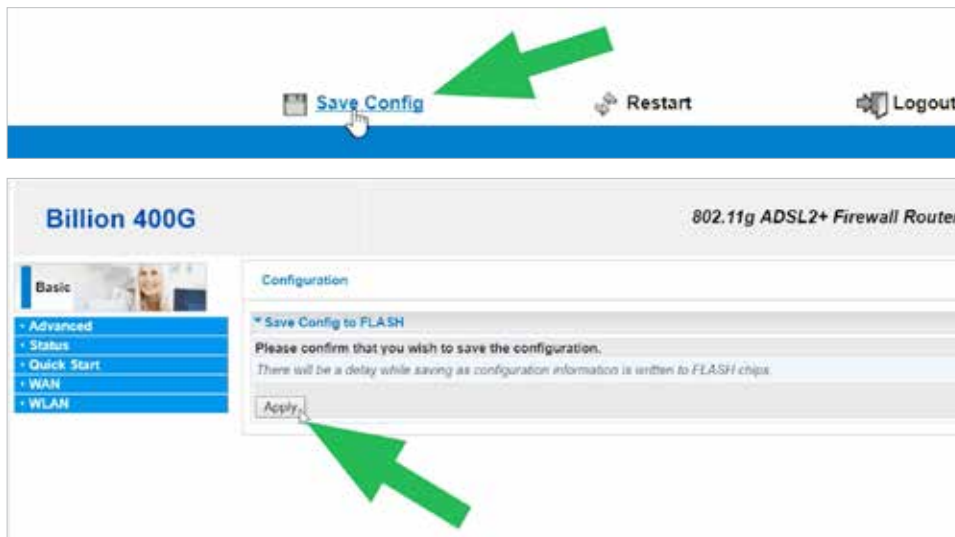 Save Config
Restart
Logout
Billion 400G
802.11g ADSL2+ Firewall Router
Basic
Configuration
Advanced
Save Config to FLASH
Status
Please confirm that you wish to save the configuration.
Quick Start
There will be a delay while saving as configuration information is written to FLASH chips.
WAN
WLAN
Apply